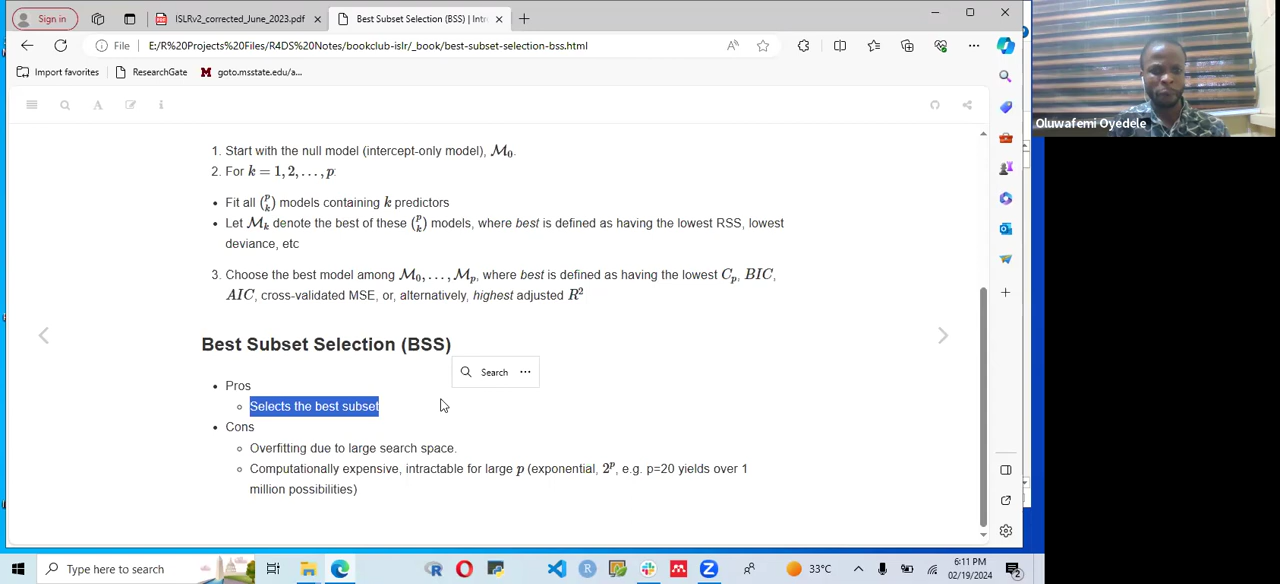 Sign in
ISLRv2_corrected_June_2023.pdf
Best Subset Selection (BSS) | Intro
File
E:/R%20Projects%20Files/R4DS%20Notes/bookclub-islr/_book/best-subset-selection-bss.html
Import favorites
ResearchGate
goto.msstate.edu/a...
Oluwafemi Oyedele
1. Start with the null model (intercept-only model), M₀.
2. For k = 1, 2, …, p:
• Fit all (p k) models containing k predictors
• Let Mₖ denote the best of these (p k) models, where best is defined as having the lowest RSS, lowest
deviance, etc
3. Choose the best model among M₀, …, Mₚ, where best is defined as having the lowest Cₚ, BIC,
AIC, cross-validated MSE, or, alternatively, highest adjusted R²
Best Subset Selection (BSS)
Search
• Pros
Selects the best subset
• Cons
Overfitting due to large search space.
Computationally expensive, intractable for large p (exponential, 2ᵖ, e.g. p=20 yields over 1
million possibilities)
Type here to search
33°C
6:11 PM
02/19/2024
2